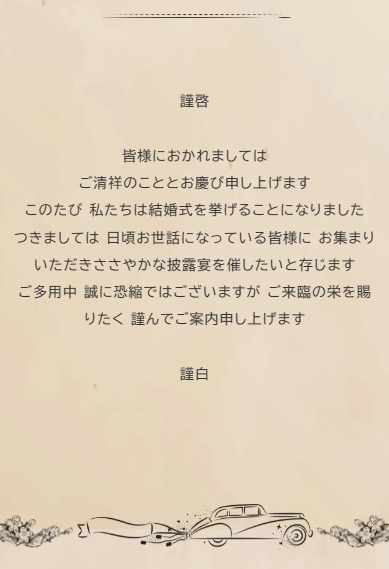 謹啓
皆様におかれましては
ご清祥のこととお慶び申し上げます
このたび 私たちは結婚式を挙げることになりました
つきましては 日頃お世話になっている皆様に お集まり
いただきささやかな披露宴を催したいと存じます
ご多用中 誠に恐縮ではございますが ご来臨の栄を賜
りたく 謹んでご案内申し上げます
謹白